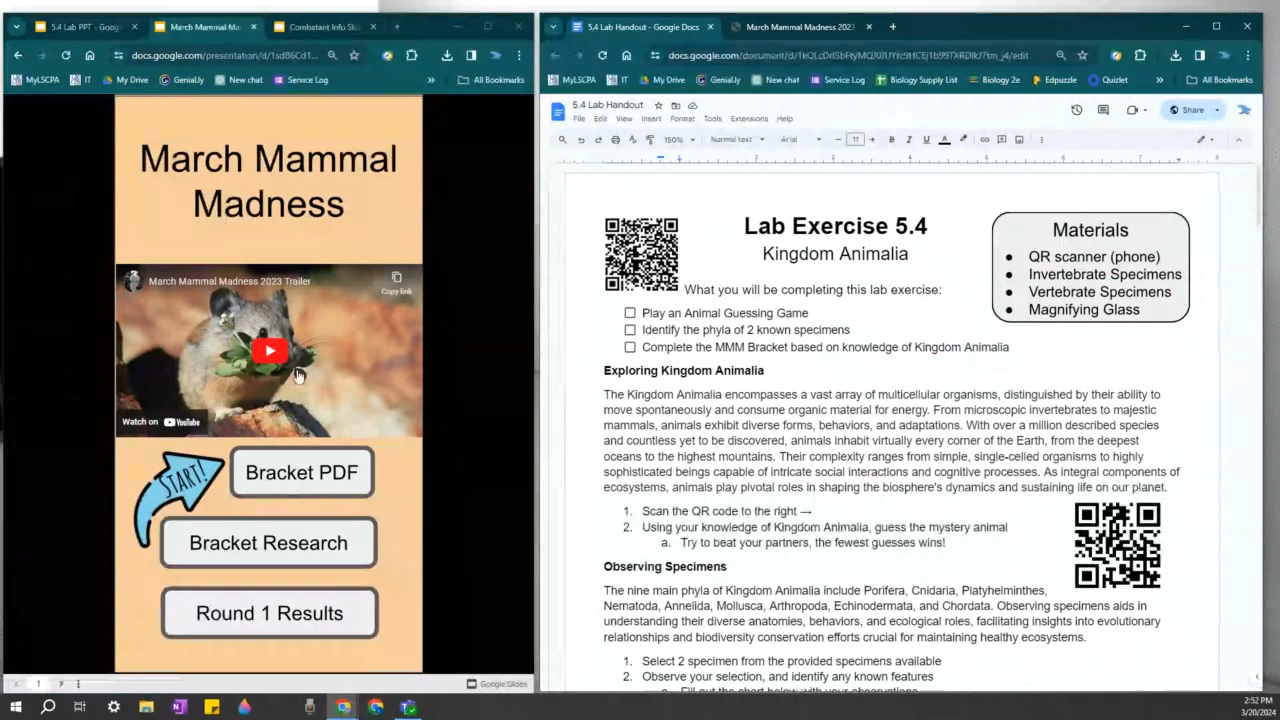 5.4 Lab PPT - Goog
March Mammal Ma
Combatant Info Sli
docs.google.com/presentation/d/1sd86Cd1...
MyLSCPA
IT
My Drive
Genial.ly
New chat
Service Log
All Bookmarks
March Mammal
Madness
March Mammal Madness 2023 Trailer
Copy link
Watch on YouTube
START!
Bracket PDF
Bracket Research
Round 1 Results
1
Google Slides
5.4 Lab Handout - Google Docs
March Mammal Madness 2023
MyLSCPA
IT
My Drive
Genial.ly
New chat
Service Log
Biology Supply List
Biology 2e
Edpuzzle
Quizlet
All Bookmarks
5.4 Lab Handout
File Edit View Insert Format Tools Extensions Help
Share
150%
Normal text
Arial
11
Lab Exercise 5.4
Kingdom Animalia
What you will be completing this lab exercise:
Play an Animal Guessing Game
Identify the phyla of 2 known specimens
Complete the MMM Bracket based on knowledge of Kingdom Animalia
Materials
● QR scanner (phone)
● Invertebrate Specimens
● Vertebrate Specimens
● Magnifying Glass
Exploring Kingdom Animalia
The Kingdom Animalia encompasses a vast array of multicellular organisms, distinguished by their ability to
move spontaneously and consume organic material for energy. From microscopic invertebrates to majestic
mammals, animals exhibit diverse forms, behaviors, and adaptations. With over a million described species
and countless yet to be discovered, animals inhabit virtually every corner of the Earth, from the deepest
oceans to the highest mountains. Their complexity ranges from simple, single-celled organisms to highly
sophisticated beings capable of intricate social interactions and cognitive processes. As integral components of
ecosystems, animals play pivotal roles in shaping the biosphere's dynamics and sustaining life on our planet.
1. Scan the QR code to the right →
2. Using your knowledge of Kingdom Animalia, guess the mystery animal
a. Try to beat your partners, the fewest guesses wins!
Observing Specimens
The nine main phyla of Kingdom Animalia include Porifera, Cnidaria, Platyhelminthes,
Nematoda, Annelida, Mollusca, Arthropoda, Echinodermata, and Chordata. Observing specimens aids in
understanding their diverse anatomies, behaviors, and ecological roles, facilitating insights into evolutionary
relationships and biodiversity conservation efforts crucial for maintaining healthy ecosystems.
1. Select 2 specimen from the provided specimens available
2. Observe your selection, and identify any known features
a. Fill out the chart below with your observations
2:52 PM
3/20/2024